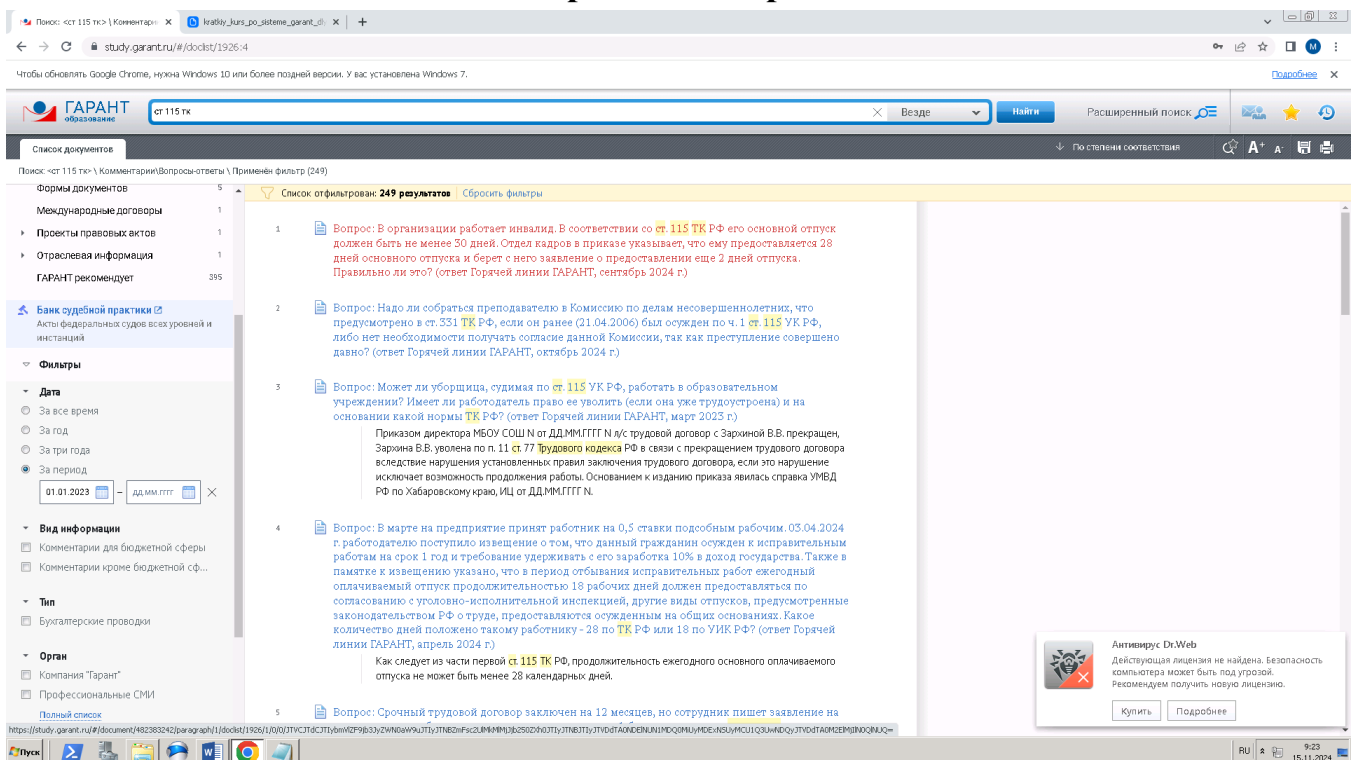 Поиск: <ст 115 тк> \ Комментари
kratkiy_kurs_po_sisteme_garant_dl
study.garant.ru/#/doclist/1926:4
М
Чтобы обновлять Google Chrome, нужна Windows 10 или более поздней версии. У вас установлена Windows 7.
Подробнее
ГАРАНТ
образование
ст 115 тк
Везде
Найти
Расширенный поиск
Список документов
По степени соответствия
A+ A-
Поиск: <ст 115 тк> \ Комментарии\Вопросы-ответы \ Применён фильтр (249)
Формы документов 5
Международные договоры 1
Проекты правовых актов 1
Отраслевая информация 1
ГАРАНТ рекомендует 395
Банк судебной практики
Акты федеральных судов всех уровней и
инстанций
Фильтры
Дата
За все время
За год
За три года
За период
01.01.2023 – дд.мм.гггг
Вид информации
Комментарии для бюджетной сферы
Комментарии кроме бюджетной сф...
Тип
Бухгалтерские проводки
Орган
Компания "Гарант"
Профессиональные СМИ
Полный список
Список отфильтрован: 249 результатов Сбросить фильтры
1 Вопрос: В организации работает инвалид. В соответствии со ст. 115 ТК РФ его основной отпуск
должен быть не менее 30 дней. Отдел кадров в приказе указывает, что ему предоставляется 28
дней основного отпуска и берет с него заявление о предоставлении еще 2 дней отпуска.
Правильно ли это? (ответ Горячей линии ГАРАНТ, сентябрь 2024 г.)
2 Вопрос: Надо ли собраться преподавателю в Комиссию по делам несовершеннолетних, что
предусмотрено в ст. 331 ТК РФ, если он ранее (21.04.2006) был осужден по ч. 1 ст. 115 УК РФ,
либо нет необходимости получать согласие данной Комиссии, так как преступление совершено
давно? (ответ Горячей линии ГАРАНТ, октябрь 2024 г.)
3 Вопрос: Может ли уборщица, судимая по ст. 115 УК РФ, работать в образовательном
учреждении? Имеет ли работодатель право ее уволить (если она уже трудоустроена) и на
основании какой нормы ТК РФ? (ответ Горячей линии ГАРАНТ, март 2023 г.)
Приказом директора МБОУ СОШ N от ДД.ММ.ГГГГ N л/с трудовой договор с Зархиной В.В. прекращен,
Зархина В.В. уволена по п. 11 ст. 77 Трудового кодекса РФ в связи с прекращением трудового договора
вследствие нарушения установленных правил заключения трудового договора, если это нарушение
исключает возможность продолжения работы. Основанием к изданию приказа явилась справка УМВД
РФ по Хабаровскому краю, ИЦ от ДД.ММ.ГГГГ N.
4 Вопрос: В марте на предприятие принят работник на 0,5 ставки подсобным рабочим. 03.04.2024
г. работодателю поступило извещение о том, что данный гражданин осужден к исправительным
работам на срок 1 год и требование удерживать с его заработка 10% в доход государства. Также в
памятке к извещению указано, что в период отбывания исправительных работ ежегодный
оплачиваемый отпуск продолжительностью 18 рабочих дней должен предоставляться по
согласованию с уголовно-исполнительной инспекцией, другие виды отпусков, предусмотренные
законодательством РФ о труде, предоставляются осужденным на общих основаниях. Какое
количество дней положено такому работнику - 28 по ТК РФ или 18 по УИК РФ? (ответ Горячей
линии ГАРАНТ, апрель 2024 г.)
Как следует из части первой ст. 115 ТК РФ, продолжительность ежегодного основного оплачиваемого
отпуска не может быть менее 28 календарных дней.
5 Вопрос: Срочный трудовой договор заключен на 12 месяцев, но сотрудник пишет заявление на
Антивирус Dr.Web
Действующая лицензия не найдена. Безопасность
компьютера может быть под угрозой.
Рекомендуем получить новую лицензию.
Купить Подробнее
Пуск
RU
9:23
15.11.2024